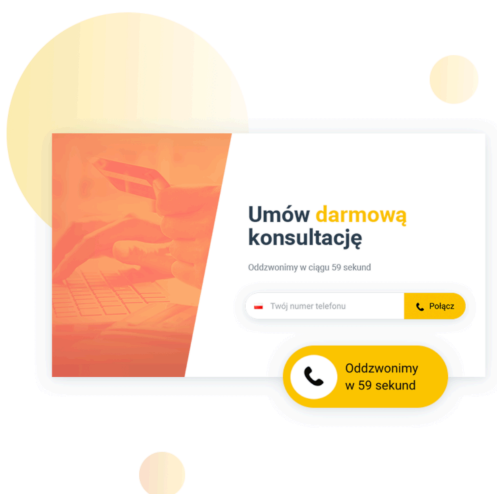 Umów darmową
konsultację
Oddzwonimy w ciągu 59 sekund
Twój numer telefonu
Połącz
Oddzwonimy
w 59 sekund